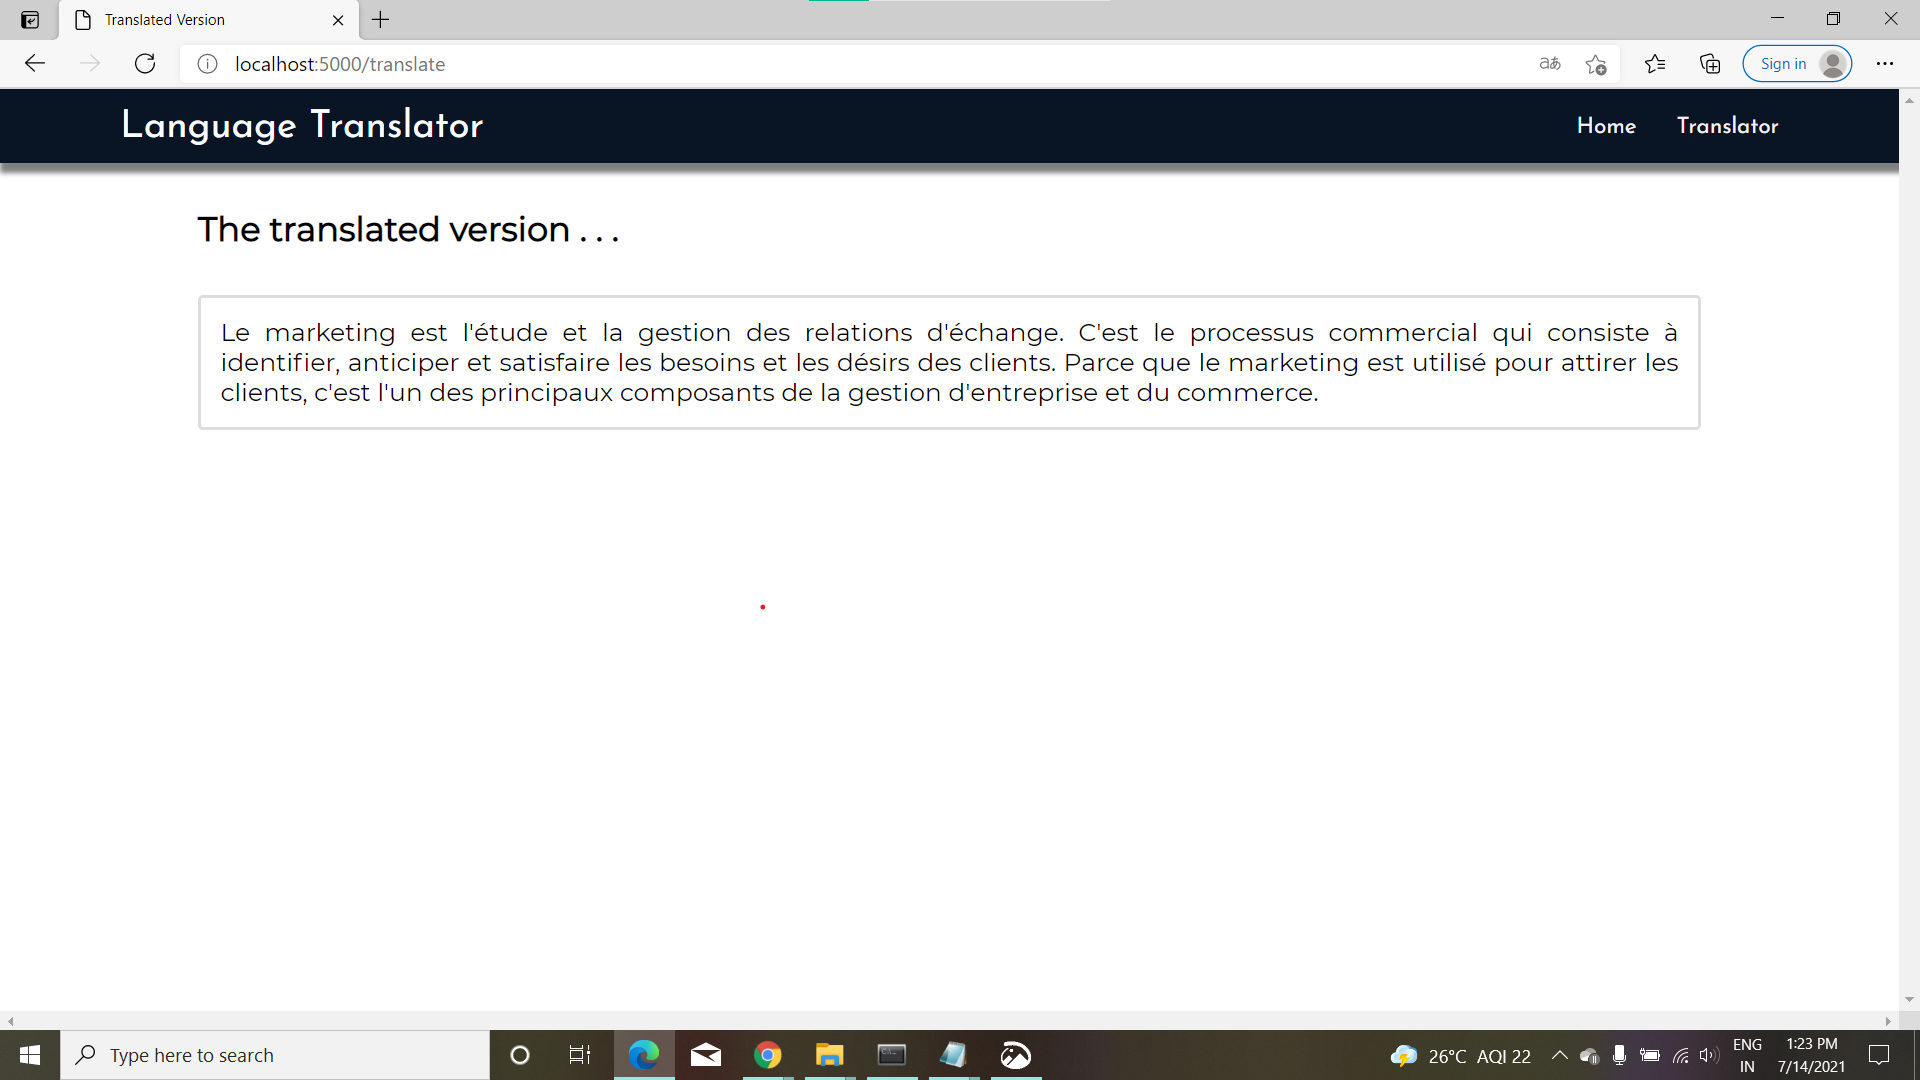 Translated Version
localhost:5000/translate
aあ
Sign in
Language Translator
Home Translator
The translated version . . .
Le marketing est l'étude et la gestion des relations d'échange. C'est le processus commercial qui consiste à
identifier, anticiper et satisfaire les besoins et les désirs des clients. Parce que le marketing est utilisé pour attirer les
clients, c'est l'un des principaux composants de la gestion d'entreprise et du commerce.
Type here to search
26°C AQI 22
ENG
IN
1:23 PM
7/14/2021